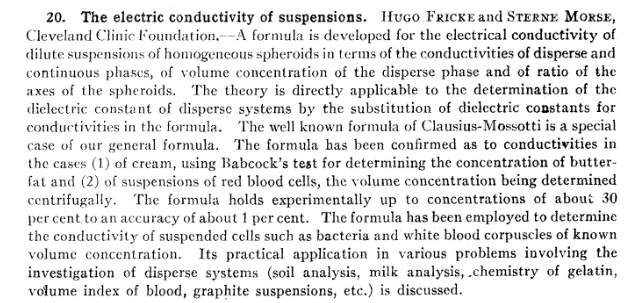 20. The electric conductivity of suspensions. HUGO FRICKE and STERNE MORSE,
Cleveland Clinic Foundation.—A formula is developed for the electrical conductivity of
dilute suspensions of homogeneous spheroids in terms of the conductivities of disperse and
continuous phases, of volume concentration of the disperse phase and of ratio of the
axes of the spheroids. The theory is directly applicable to the determination of the
dielectric constant of disperse systems by the substitution of dielectric constants for
conductivities in the formula. The well known formula of Clausius-Mossotti is a special
case of our general formula. The formula has been confirmed as to conductivities in
the cases (1) of cream, using Babcock's test for determining the concentration of butter-
fat and (2) of suspensions of red blood cells, the volume concentration being determined
centrifugally. The formula holds experimentally up to concentrations of about 30
per cent to an accuracy of about 1 per cent. The formula has been employed to determine
the conductivity of suspended cells such as bacteria and white blood corpuscles of known
volume concentration. Its practical application in various problems involving the
investigation of disperse systems (soil analysis, milk analysis, .chemistry of gelatin,
volume index of blood, graphite suspensions, etc.) is discussed.